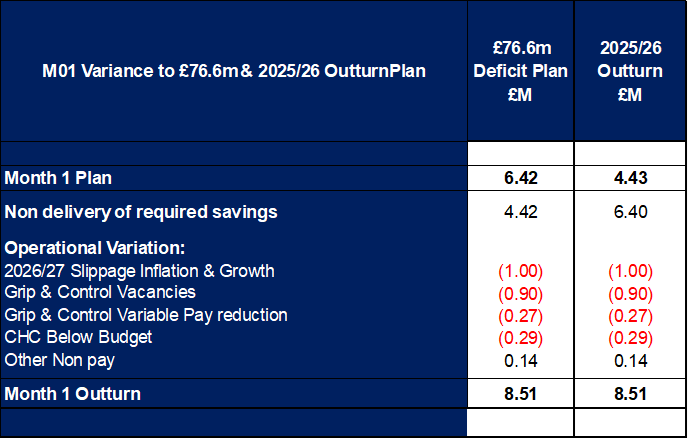 M01 Variance to £76.6m & 2025/26 OutturnPlan
£76.6m
Deficit Plan
£M
2025/26
Outturn
£M
Month 1 Plan 6.42 4.43
Non delivery of required savings 4.42 6.40
Operational Variation:
2026/27 Slippage Inflation & Growth (1.00) (1.00)
Grip & Control Vacancies (0.90) (0.90)
Grip & Control Variable Pay reduction (0.27) (0.27)
CHC Below Budget (0.29) (0.29)
Other Non pay 0.14 0.14
Month 1 Outturn 8.51 8.51